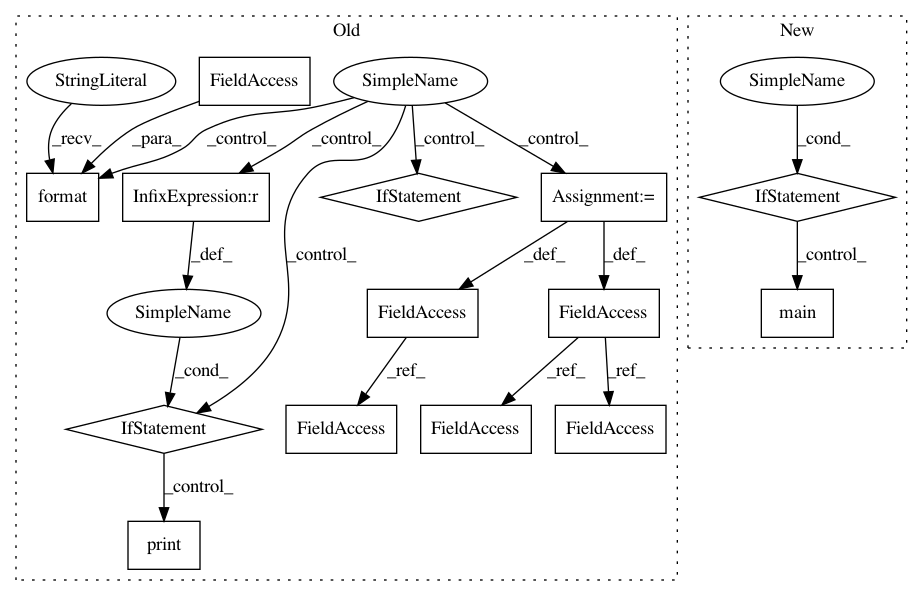 Old
New
StringLiteral
FieldAccess
SimpleName
SimpleName
_recv_
_para_
_control_
_control_
_control_
_control_
_cond_
format
InfixExpression:r
IfStatement
Assignment:=
IfStatement
_def_
_control_
_def_
_def_
_control_
SimpleName
FieldAccess
FieldAccess
main
_cond_
_ref_
_ref_
_ref_
IfStatement
FieldAccess
FieldAccess
FieldAccess
_control_
print